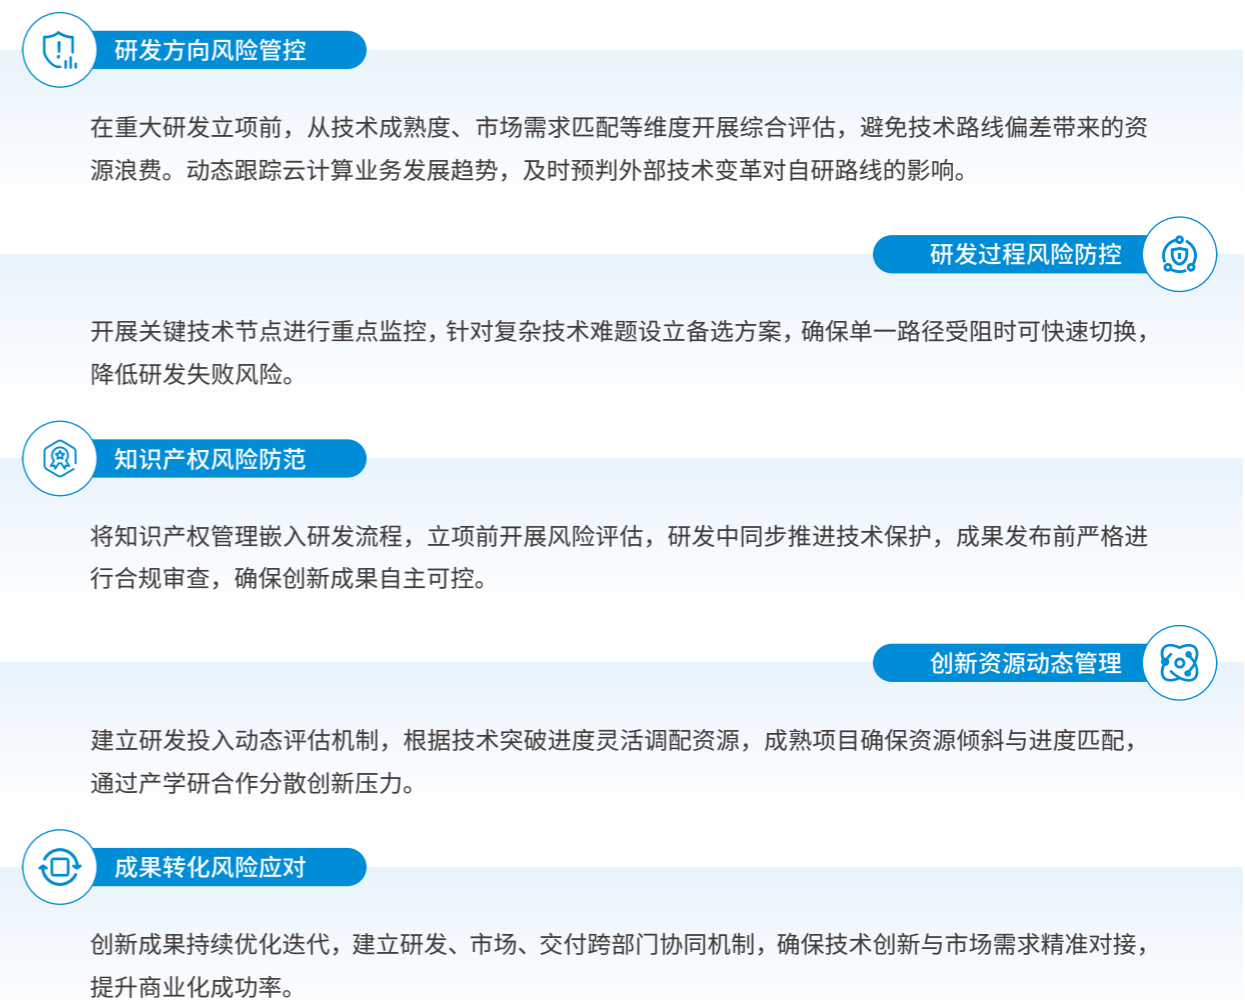 研发方向风险管控
在重大研发立项前，从技术成熟度、市场需求匹配等维度开展综合评估，避免技术路线偏差带来的资
源浪费。动态跟踪云计算业务发展趋势，及时预判外部技术变革对自研路线的影响。
研发过程风险防控
开展关键技术节点进行重点监控，针对复杂技术难题设立备选方案，确保单一路径受阻时可快速切换，
降低研发失败风险。
知识产权风险防范
将知识产权管理嵌入研发流程，立项前开展风险评估，研发中同步推进技术保护，成果发布前严格进
行合规审查，确保创新成果自主可控。
创新资源动态管理
建立研发投入动态评估机制，根据技术突破进度灵活调配资源，成熟项目确保资源倾斜与进度匹配，
通过产学研合作分散创新压力。
成果转化风险应对
创新成果持续优化迭代，建立研发、市场、交付跨部门协同机制，确保技术创新与市场需求精准对接，
提升商业化成功率。